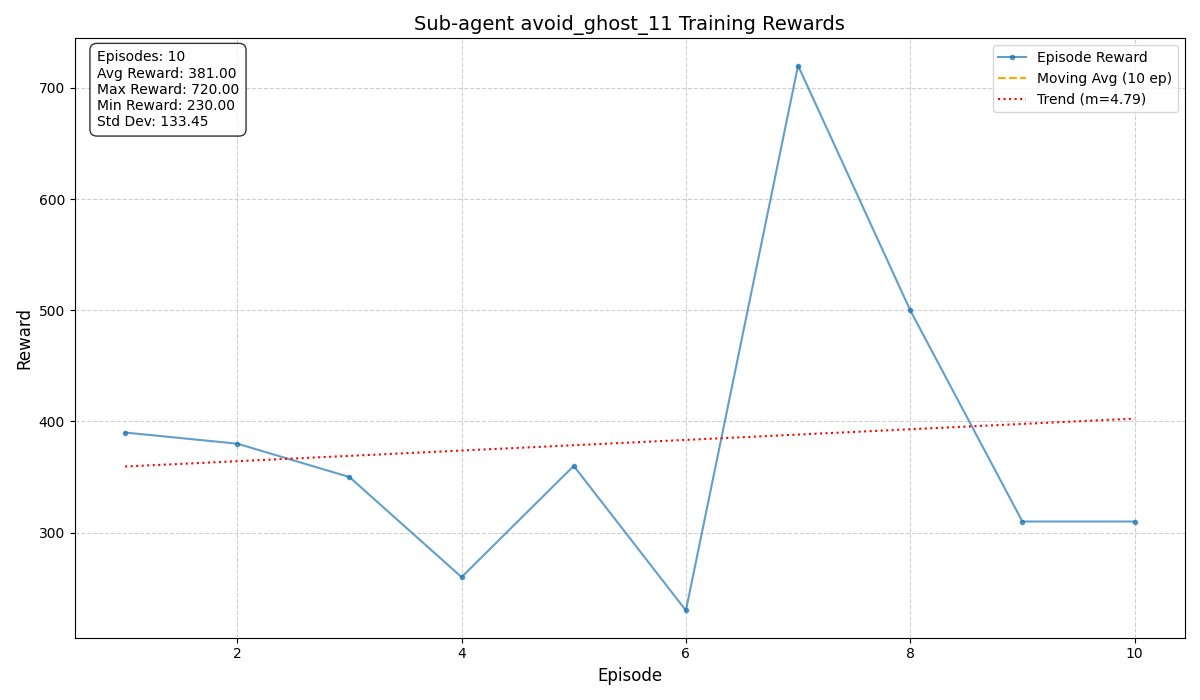 Sub-agent avoid_ghost_11 Training Rewards
Episodes: 10
Avg Reward: 381.00
Max Reward: 720.00
Min Reward: 230.00
Std Dev: 133.45
Episode Reward
Moving Avg (10 ep)
Trend (m=4.79)
700
600
500
400
300
Reward
2
4
6
8
10
Episode